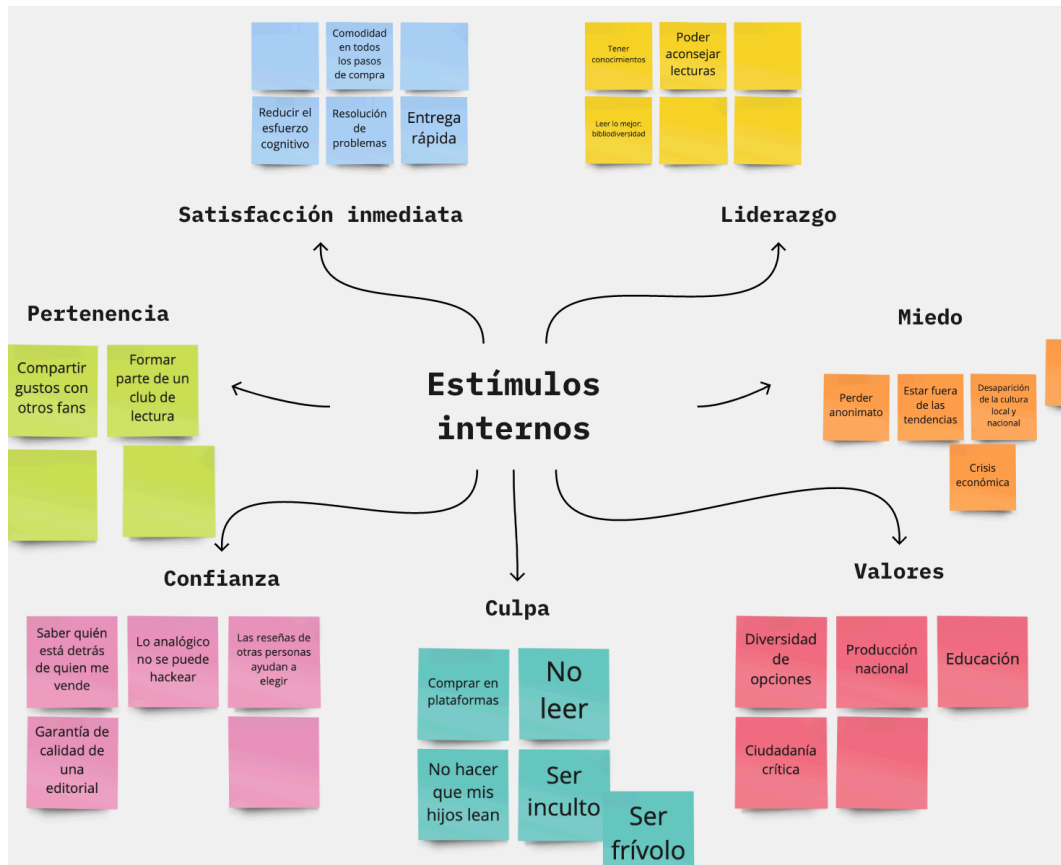 Comodidad
en todos
los pasos
de compra
Reducir el
esfuerzo
cognitivo
Resolución
de
problemas
Entrega
rápida
Satisfacción inmediata
Tener
conocimientos
Poder
aconsejar
lecturas
Leer lo mejor:
bibliodiversidad
Liderazgo
Pertenencia
Compartir
gustos con
otros fans
Formar
parte de un
club de
lectura
Estímulos
internos
Miedo
Perder
anonimato
Estar fuera
de las
tendencias
Desaparición
de la cultura
local y
nacional
Crisis
económica
Confianza
Saber quién
está detrás
de quien me
vende
Lo analógico
no se puede
hackear
Las reseñas de
otras personas
ayudan a
elegir
Garantía de
calidad de
una
editorial
Culpa
Comprar en
plataformas
No
leer
No hacer
que mis
hijos lean
Ser
inculto
Ser
frívolo
Valores
Diversidad
de
opciones
Producción
nacional
Educación
Ciudadanía
crítica